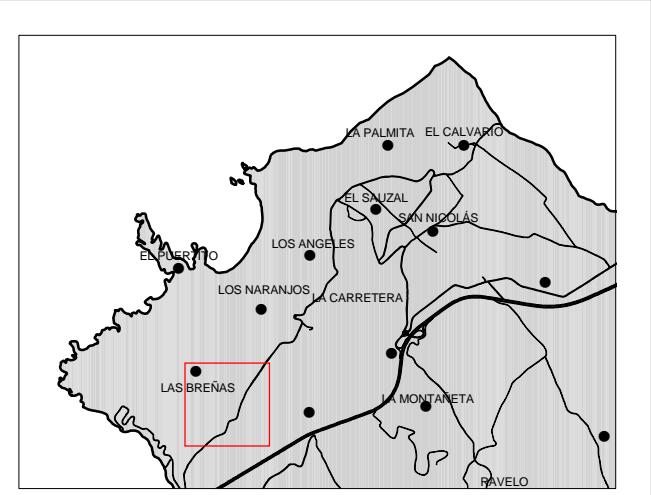 LA PALMITA
EL CALVARIO
EL SAUZAL
SAN NICOLÁS
LOS ANGELES
EL PUERTITO
LOS NARANJOS
LA CARRETERA
LAS BREÑAS
LA MONTAÑETA
RAVELO